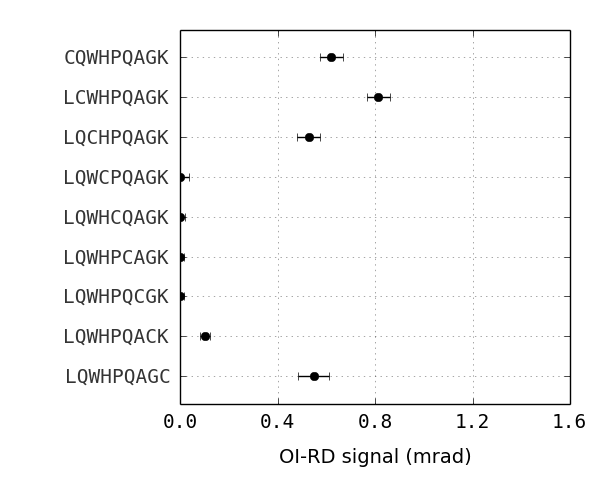 CQWHPQAGK
LCWHPQAGK
LQCHPQAGK
LQWCPQAGK
LQWHCQAGK
LQWHPCAGK
LQWHPQCGK
LQWHPQACK
LQWHPQAGC
0.0 0.4 0.8 1.2 1.6
OI-RD signal (mrad)